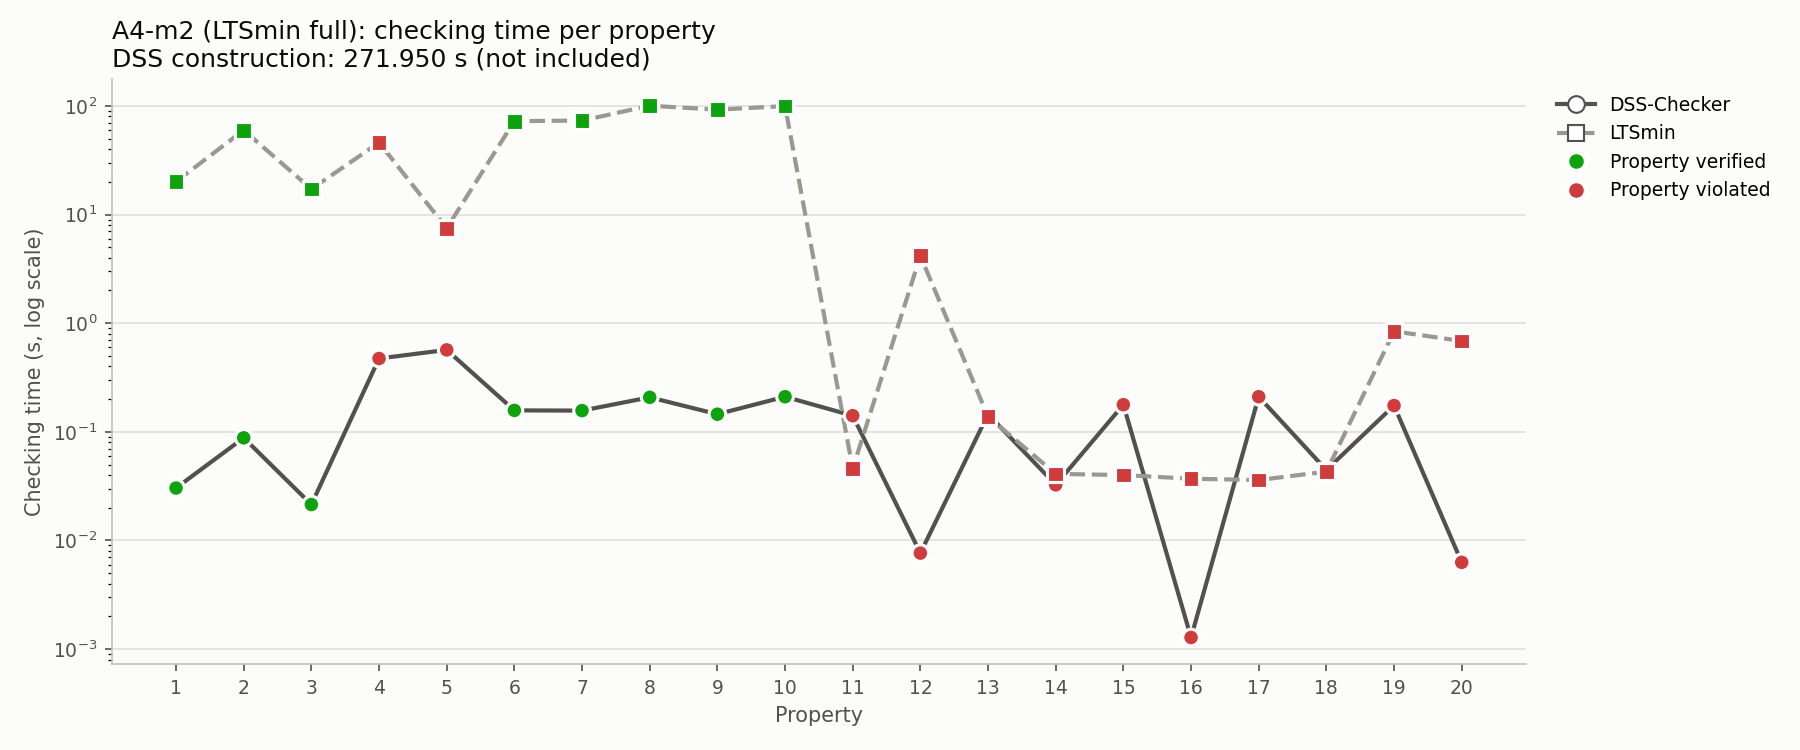 A4-m2 (LTSmin full): checking time per property
DSS construction: 271.950 s (not included)
Checking time (s, log scale)
10²
10¹
10⁰
10⁻¹
10⁻²
10⁻³
1 2 3 4 5 6 7 8 9 10 11 12 13 14 15 16 17 18 19 20
Property
DSS-Checker
LTSmin
Property verified
Property violated